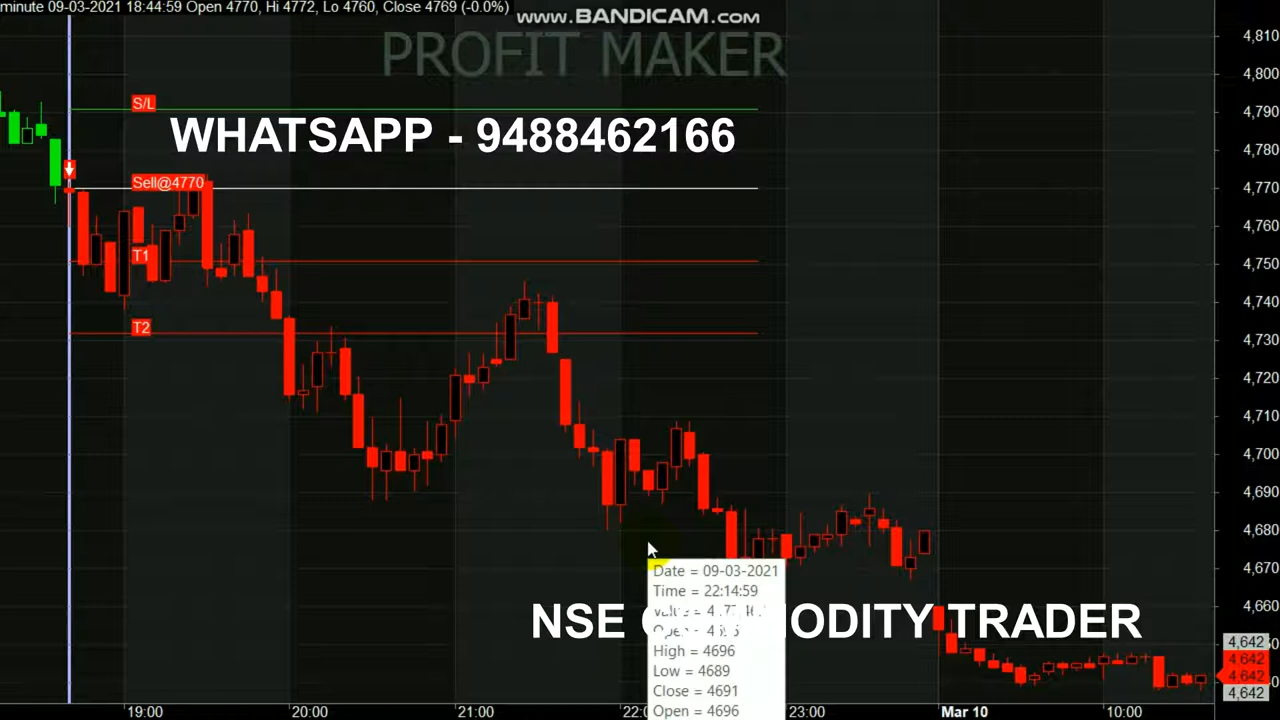 minute 09-03-2021 18:44:59 Open 4770, Hi 4772, Lo 4760, Close 4769 (-0.0%)
www.BANDICAM.com
PROFIT MAKER
4,810
4,800
S/L
4,790
WHATSAPP - 9488462166
4,780
Sell@4770
4,770
4,760
T1
4,750
4,740
T2
4,730
4,720
4,710
4,700
4,690
4,680
4,670
Date = 09-03-2021
Time = 22:14:59
4,660
NSE TRADER
High = 4696
Low = 4689
Close = 4691
Open = 4696
4,642
4,642
4,642
4,642
19:00
20:00
21:00
23:00
Mar 10
10:00